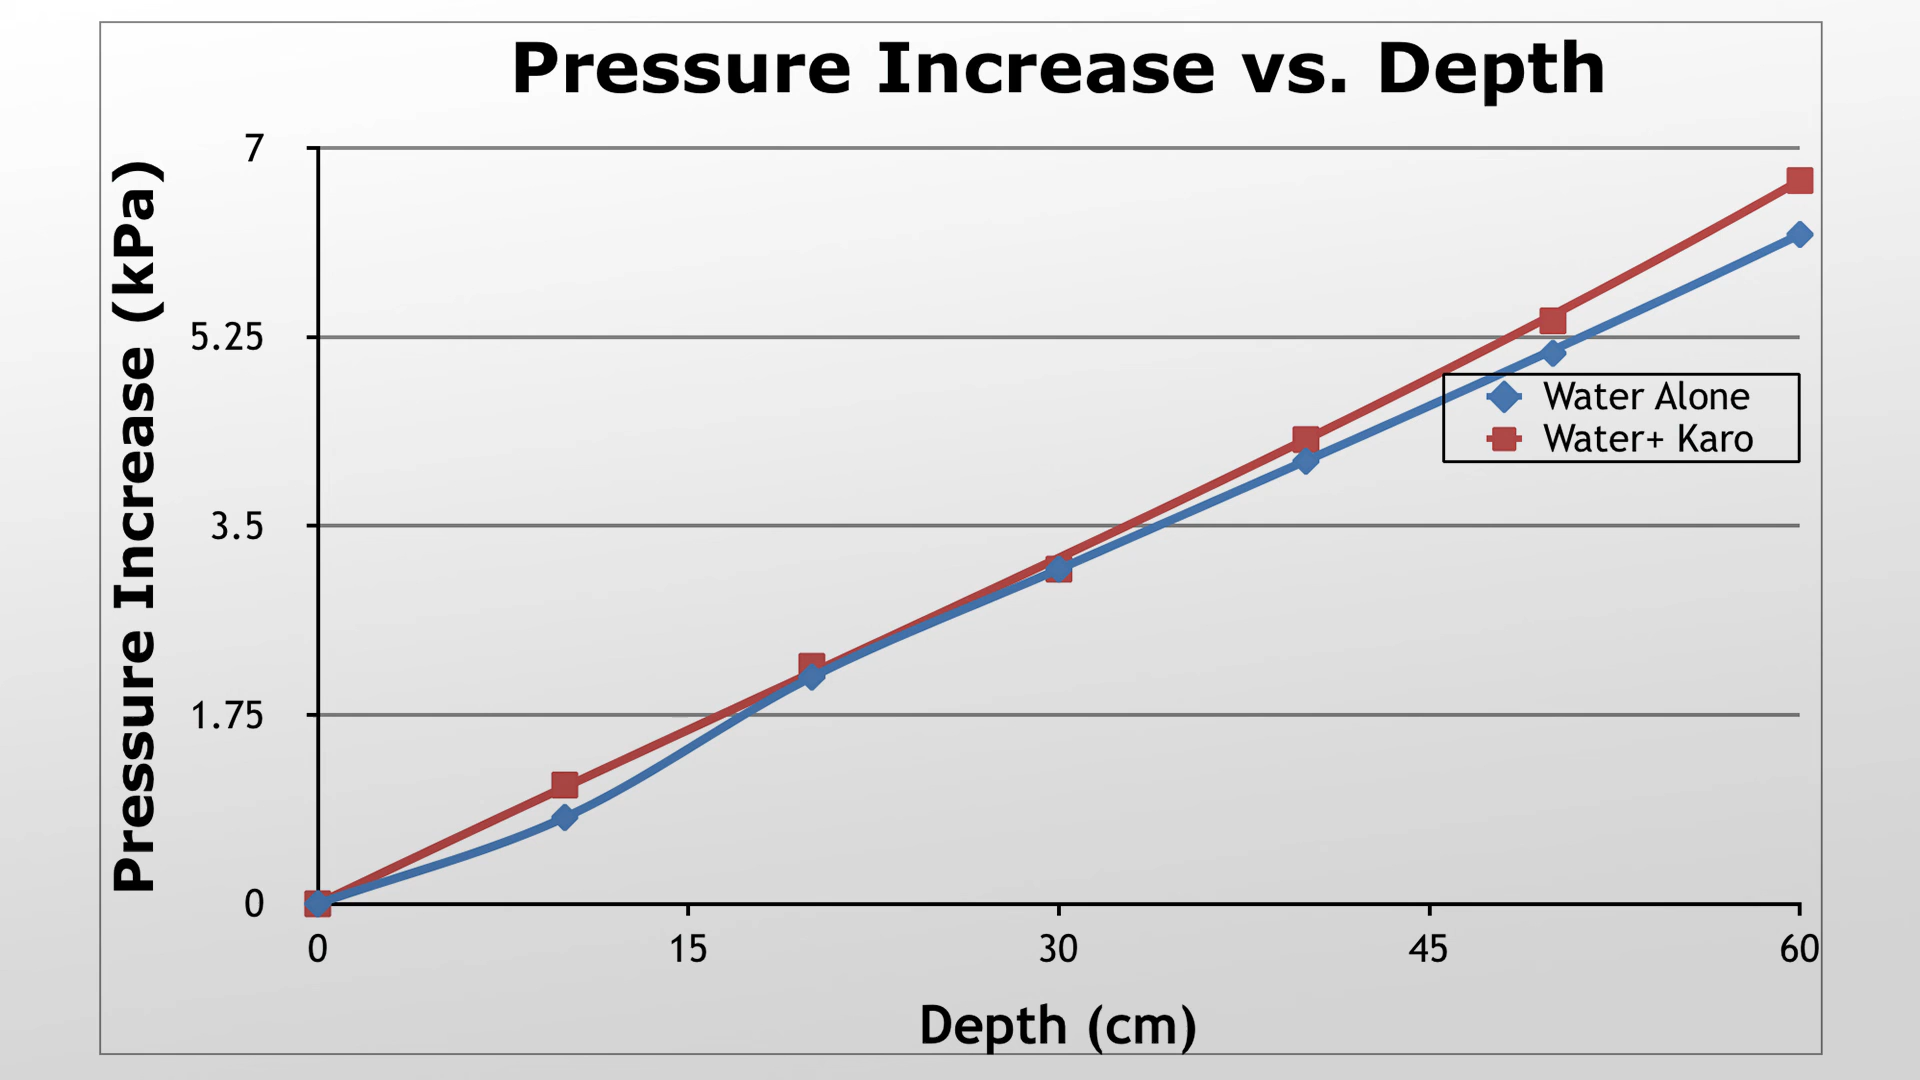 Pressure Increase vs. Depth
Pressure Increase (kPa)
7
5.25
3.5
1.75
0
Water Alone
Water+ Karo
0 15 30 45 60
Depth (cm)